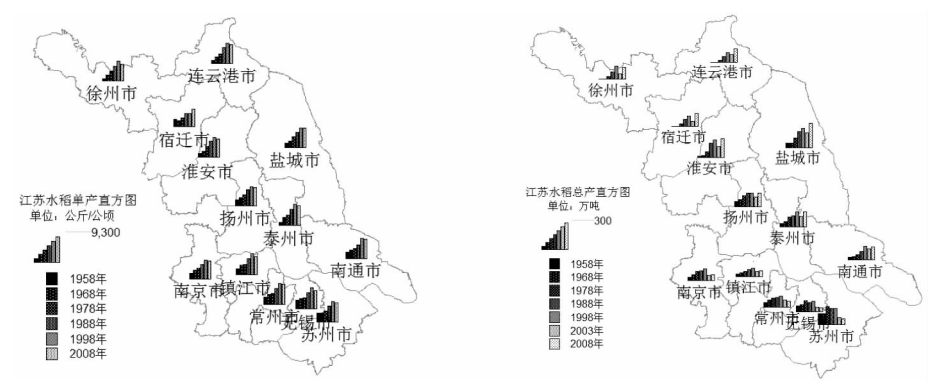 连云港市
徐州市
宿迁市
淮安市
盐城市
江苏水稻单产直方图
单位：公斤/公顷
9,300
扬州市
泰州市
南通市
南京市
镇江市
常州市
无锡市
苏州市
1958年
1968年
1978年
1988年
1998年
2008年
连云港市
徐州市
宿迁市
淮安市
盐城市
江苏水稻总产直方图
单位：万吨
300
扬州市
泰州市
南通市
南京市
镇江市
常州市
无锡市
苏州市
1958年
1968年
1978年
1988年
1998年
2003年
2008年